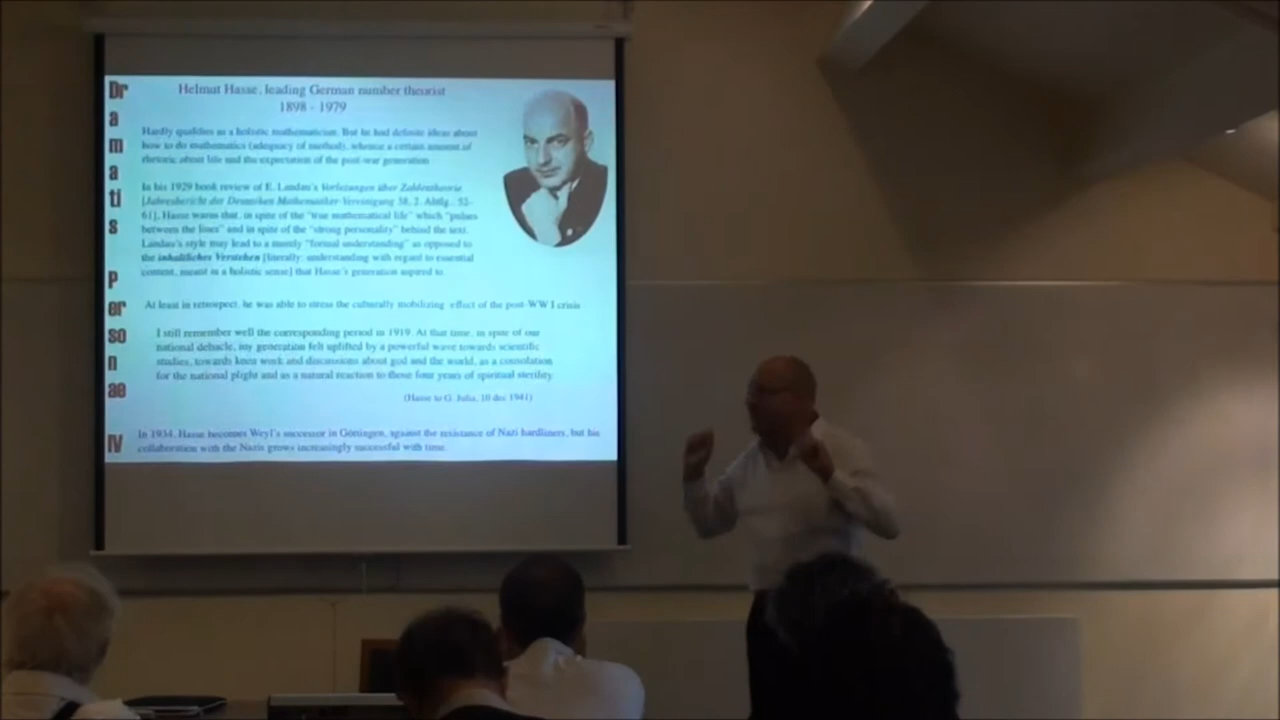 Dramatis Personae IV
Helmut Hasse, leading German number theorist
1898 - 1979
Hardly qualifies as a holistic mathematician. But he had definite ideas about
how to do mathematics (adequacy of method), whence a certain amount of
rhetoric about life and the expectation of the post-war generation
In his 1929 book review of E. Landau's Vorlesungen über Zahlentheorie
[Jahresbericht der Deutschen Mathematiker-Vereinigung 38, 2. Abtlg., 52-
61], Hasse warns that, in spite of the "true mathematical life" which "pulses
between the lines" and in spite of the "strong personality" behind the text,
Landau's style may lead to a merely "formal understanding" as opposed to
the inhaltlicher Verstehen [literally: understanding with regard to essential
content, meant in a holistic sense] that Hasse's generation aspired to.
At least in retrospect, he was able to stress the culturally mobilizing effect of the post-WW I crisis
I still remember well the corresponding period in 1919. At that time, in spite of our
national debacle, my generation felt uplifted by a powerful wave towards scientific
studies, towards keen work and discussions about god and the world, as a consolation
for the national plight and as a natural reaction to those four years of spiritual sterility.
(Hasse to G. Julia, 10 dec 1941)
In 1934, Hasse becomes Weyl's successor in Göttingen, against the resistance of Nazi hardliners, but his
collaboration with the Nazis grows increasingly successful with time.